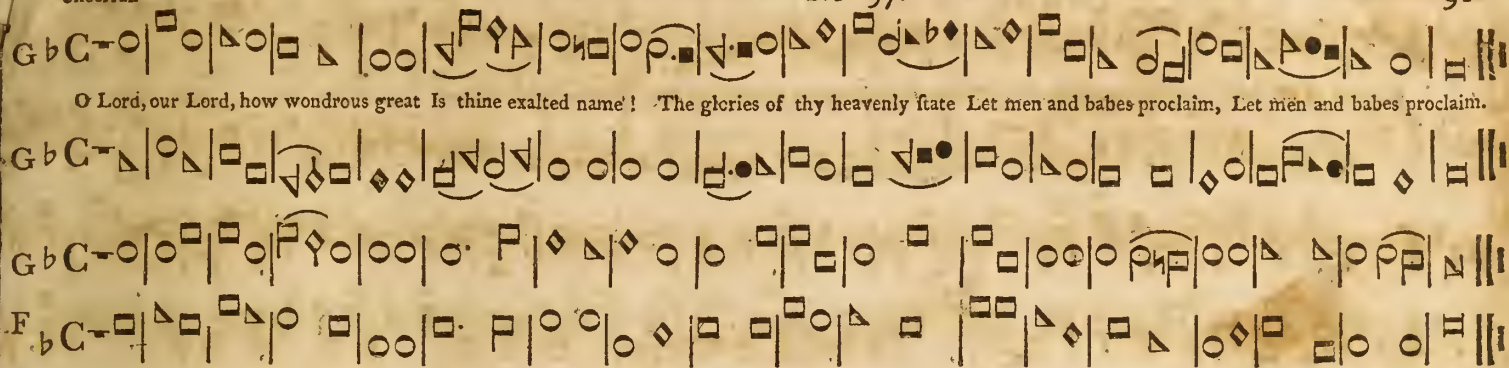 G b C
O Lord, our Lord, how wondrous great Is thine exalted name! The glories of thy heavenly ſtate Let men and babes proclaim, Let men and babes proclaim.
G b C
G b C
F b C